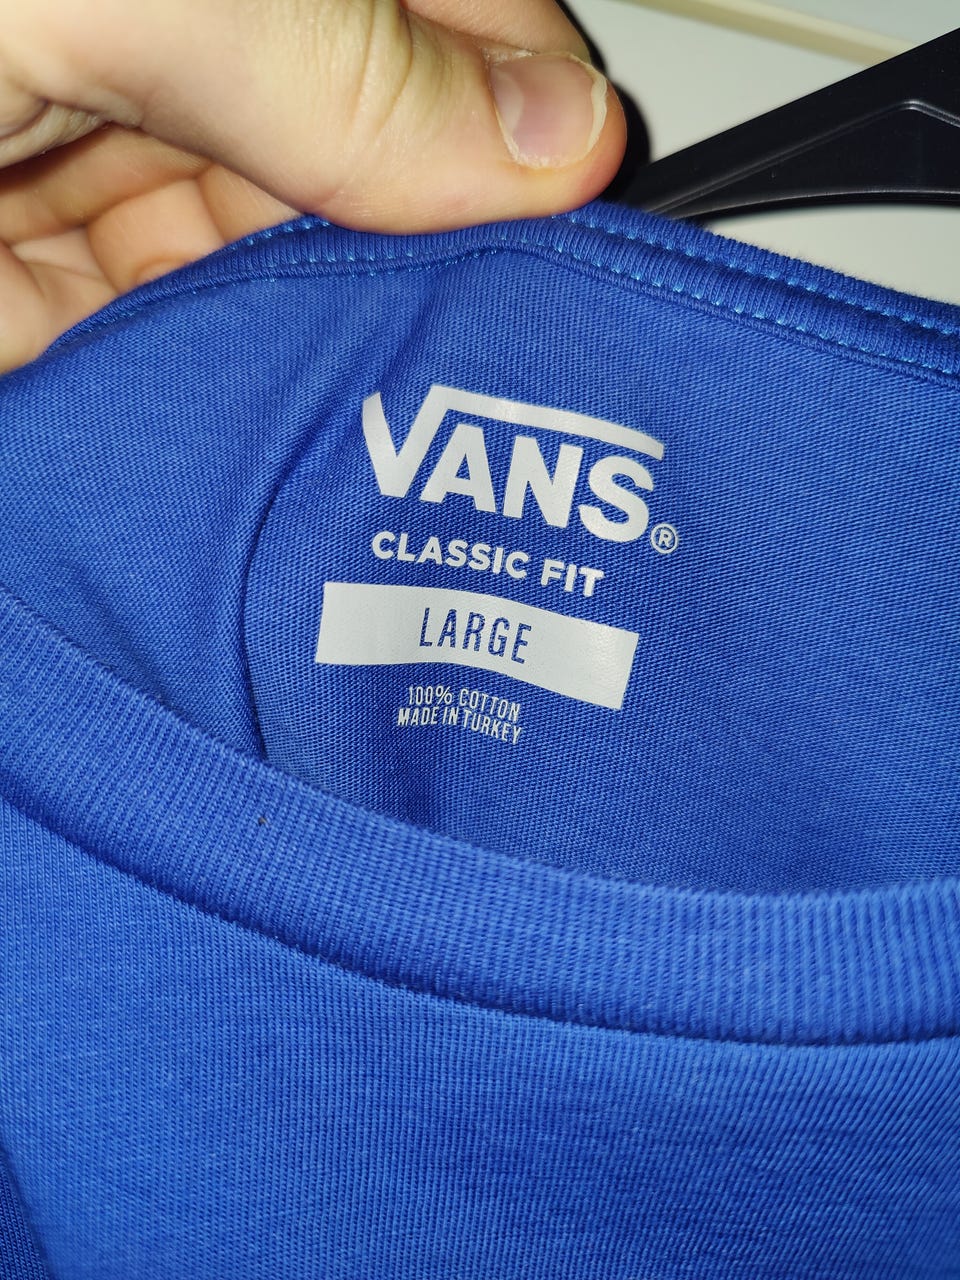 VANS®
CLASSIC FIT
LARGE
100% COTTON
MADE IN TURKEY